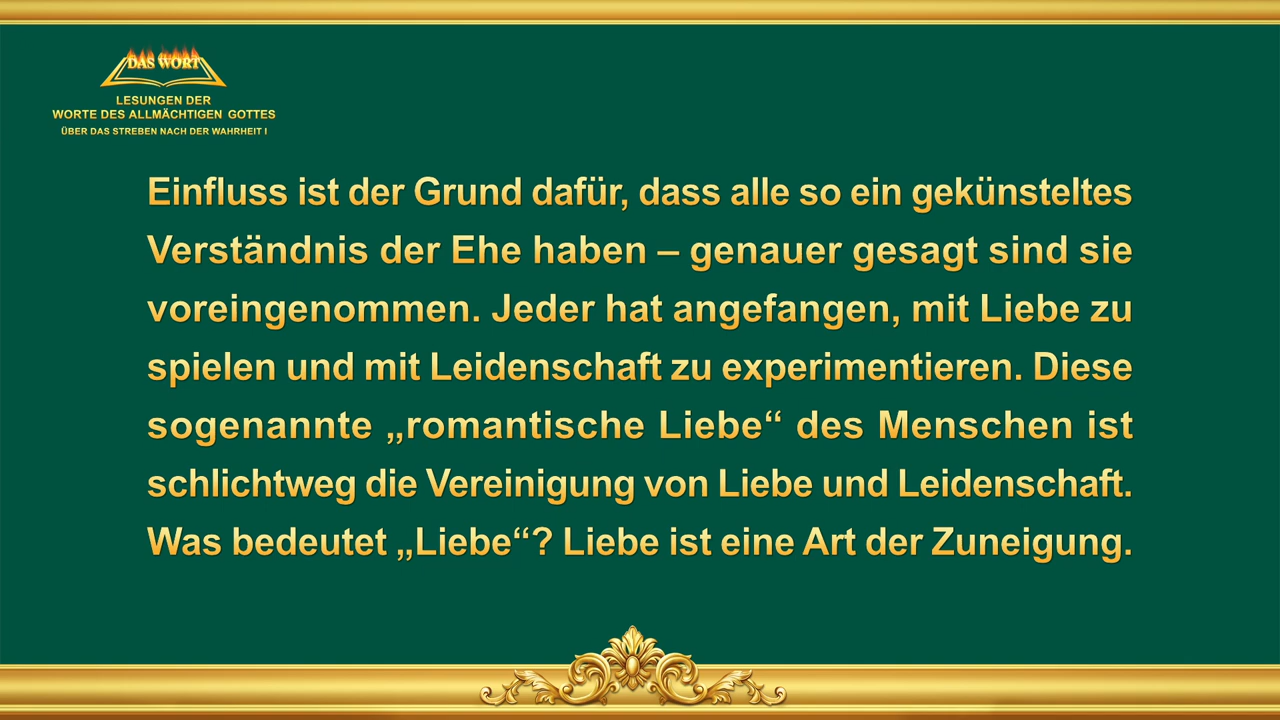 DAS WORT
LESUNGEN DER
WORTE DES ALLMÄCHTIGEN GOTTES
ÜBER DAS STREBEN NACH DER WAHRHEIT I
Einfluss ist der Grund dafür, dass alle so ein gekünsteltes
Verständnis der Ehe haben – genauer gesagt sind sie
voreingenommen. Jeder hat angefangen, mit Liebe zu
spielen und mit Leidenschaft zu experimentieren. Diese
sogenannte „romantische Liebe“ des Menschen ist
schlichtweg die Vereinigung von Liebe und Leidenschaft.
Was bedeutet „Liebe“? Liebe ist eine Art der Zuneigung.